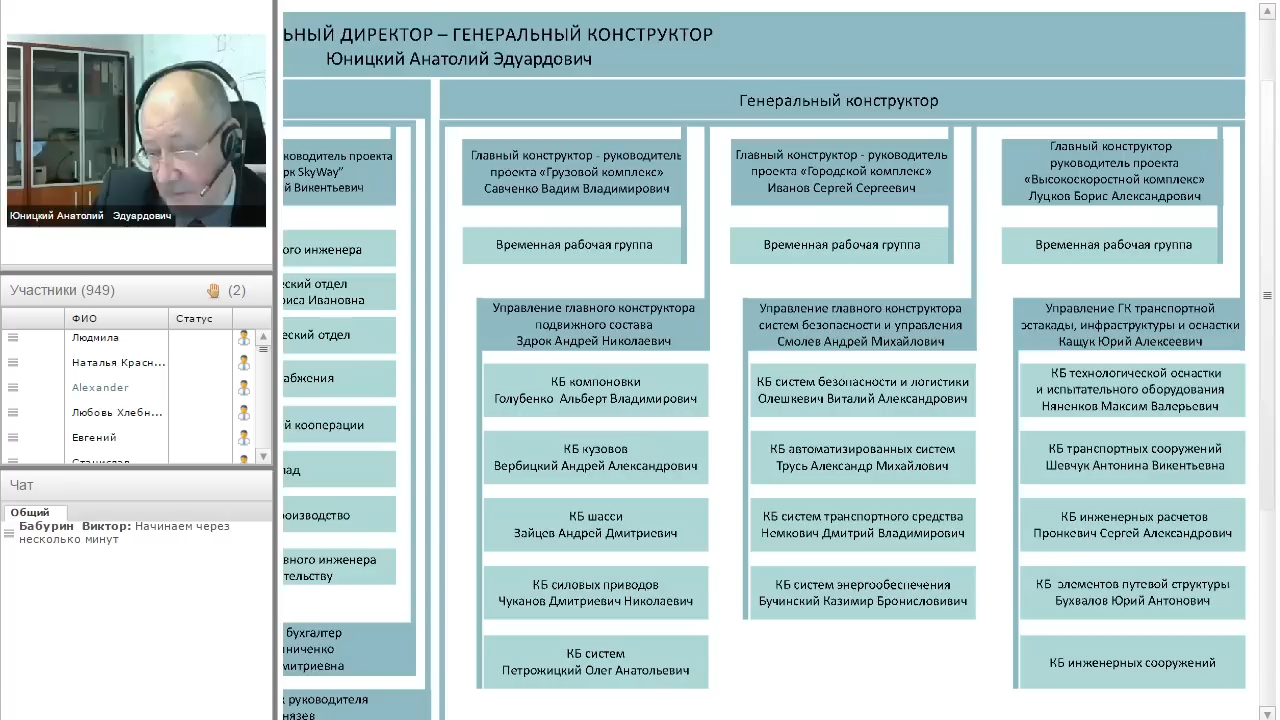 Юницкий Анатолий Эдуардович
Участники (949)
(2)
ФИО
Статус
Людмила
Наталья Красн...
Alexander
Любовь Хлебн...
Евгений
Чат
Общий
Бабурин Виктор: Начинаем через
несколько минут
ЬНЫЙ ДИРЕКТОР – ГЕНЕРАЛЬНЫЙ КОНСТРУКТОР
Юницкий Анатолий Эдуардович
Генеральный конструктор
ководитель проекта
рк SkyWay”
й Викентьевич
ого инженера
еский отдел
риса Ивановна
еский отдел
абжения
й кооперации
лад
оизводство
вного инженера
тельству
бухгалтер
иниченко
митриевна
к руководителя
нязев
Главный конструктор - руководитель
проекта «Грузовой комплекс»
Савченко Вадим Владимирович
Временная рабочая группа
Управление главного конструктора
подвижного состава
Здрок Андрей Николаевич
КБ компоновки
Голубенко Альберт Владимирович
КБ кузовов
Вербицкий Андрей Александрович
КБ шасси
Зайцев Андрей Дмитриевич
КБ силовых приводов
Чуканов Дмитриевич Николаевич
КБ систем
Петрожицкий Олег Анатольевич
Главный конструктор - руководитель
проекта «Городской комплекс»
Иванов Сергей Сергеевич
Временная рабочая группа
Управление главного конструктора
систем безопасности и управления
Смолев Андрей Михайлович
КБ систем безопасности и логистики
Олешкевич Виталий Александрович
КБ автоматизированных систем
Трусь Александр Михайлович
КБ систем транспортного средства
Немкович Дмитрий Владимирович
КБ систем энергообеспечения
Бучинский Казимир Брониславивич
Главный конструктор
руководитель проекта
«Высокоскоростной комплекс»
Луцков Борис Александрович
Временная рабочая группа
Управление ГК транспортной
эстакады, инфраструктуры и оснастки
Кащук Юрий Алексеевич
КБ технологической оснастки
и испытательного оборудования
Няненков Максим Валерьевич
КБ транспортных сооружений
Шевчук Антонина Викентьевна
КБ инженерных расчетов
Пронкевич Сергей Александрович
КБ элементов путевой структуры
Бухвалов Юрий Антонович
КБ инженерных сооружений